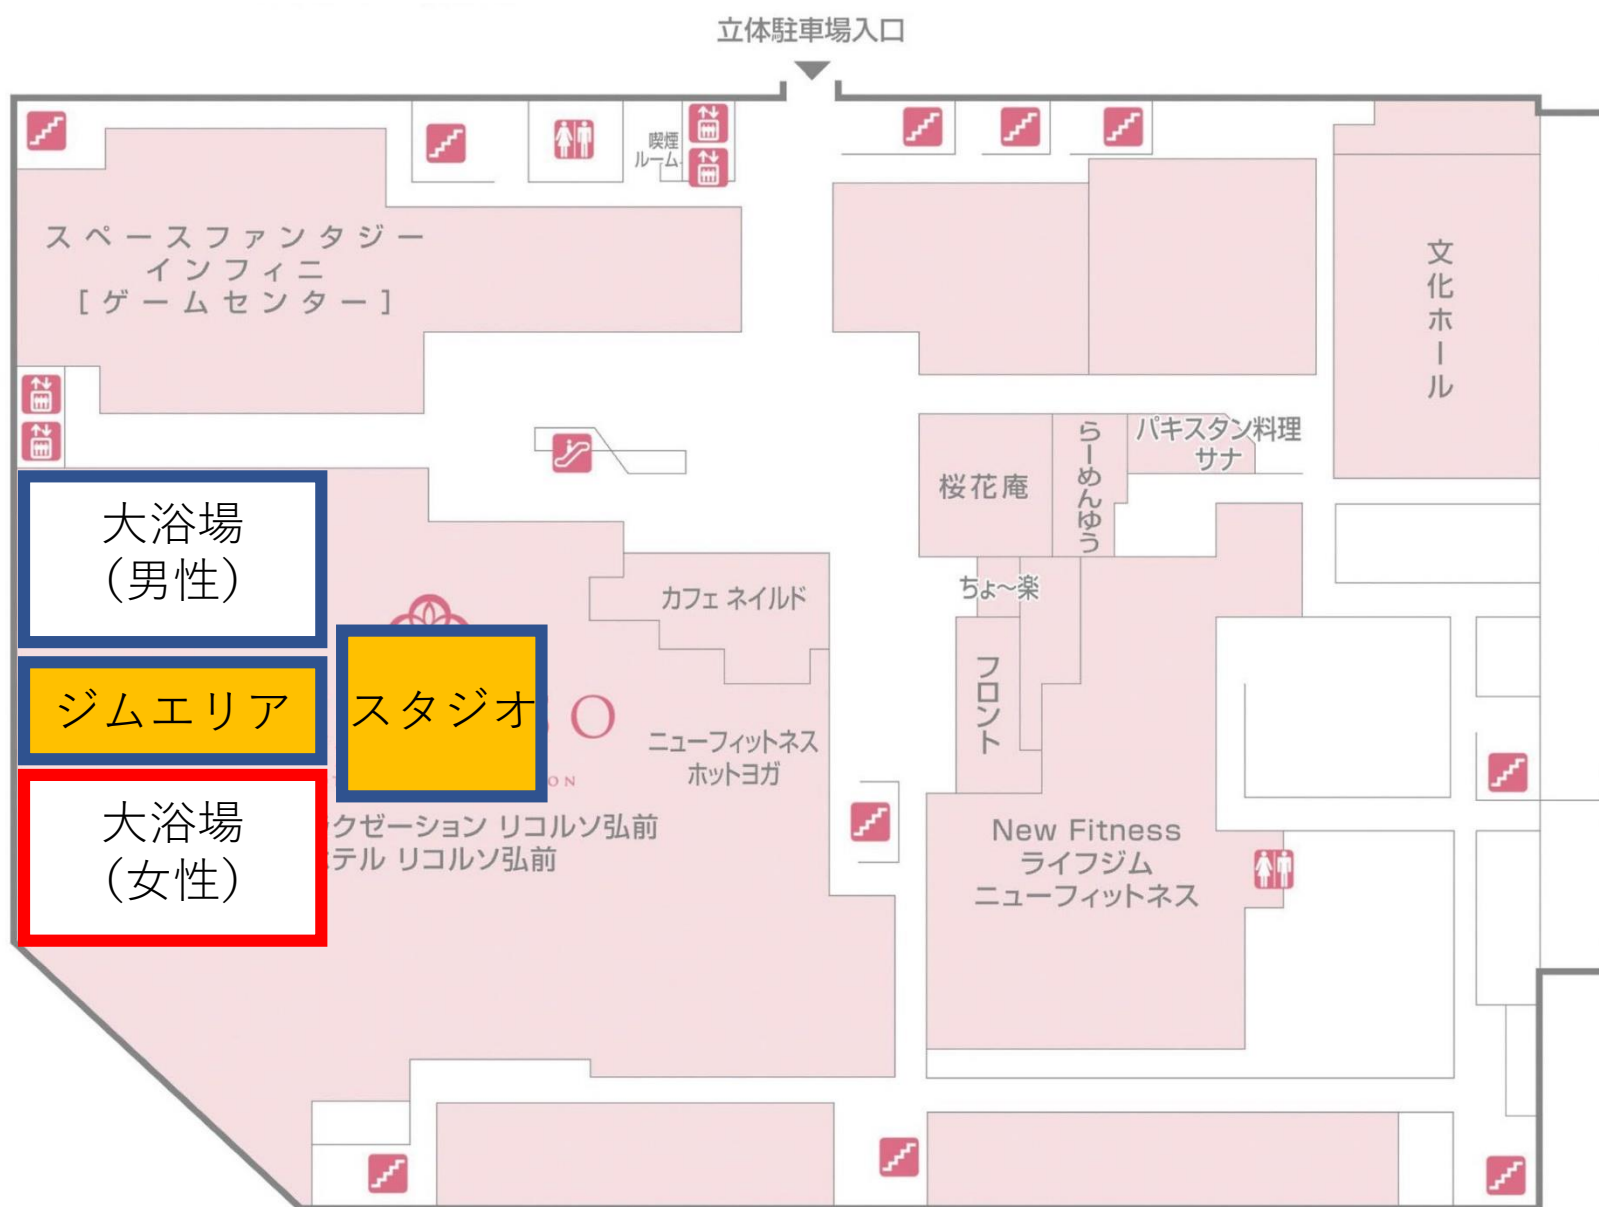 立体駐車場入口
喫煙
ルーム
スペースファンタジー
インフィニ
[ゲームセンター]
文化ホール
パキスタン料理
サナ
らーめんゆう
桜花庵
ちょ〜楽
フロント
カフェ ネイルド
大浴場
(男性)
ジムエリア
スタジオ
O
ON
ニューフィットネス
ホットヨガ
大浴場
(女性)
クゼーション リコルソ弘前
テル リコルソ弘前
New Fitness
ライフジム
ニューフィットネス